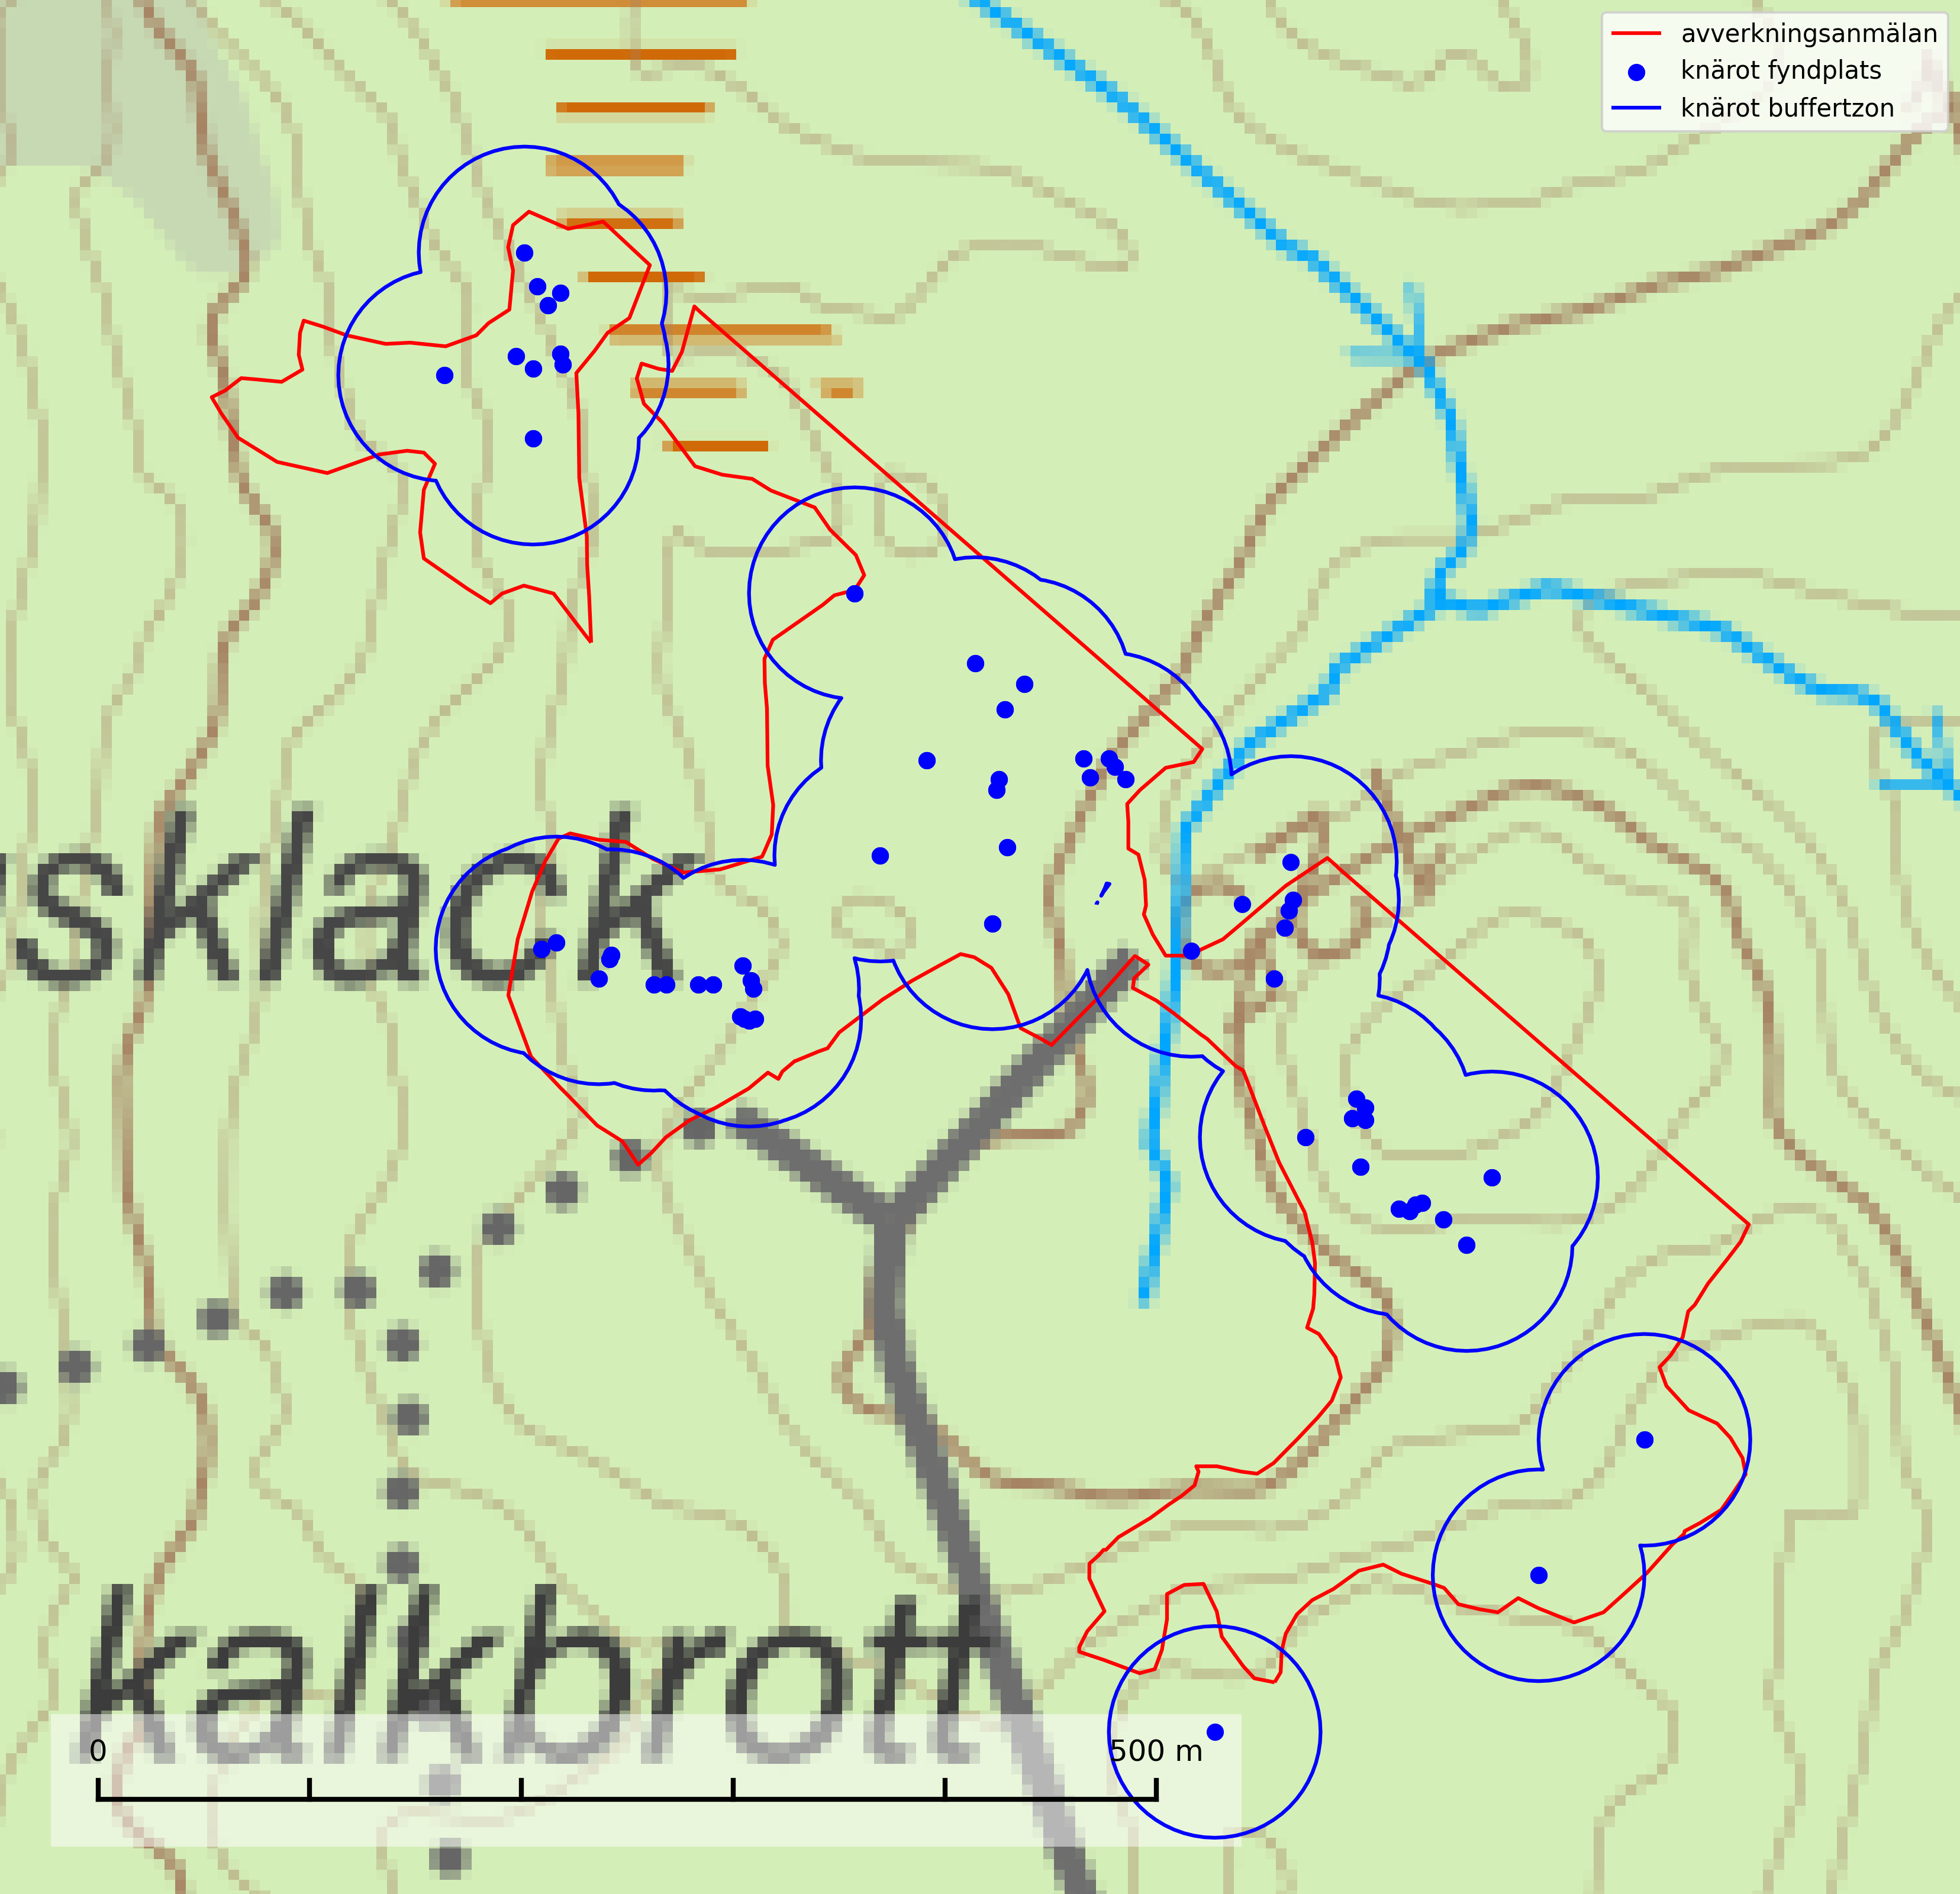 avverkningsanmälan
knärot fyndplats
knärot buffertzon
sklack
kalkbrott
0 500 m